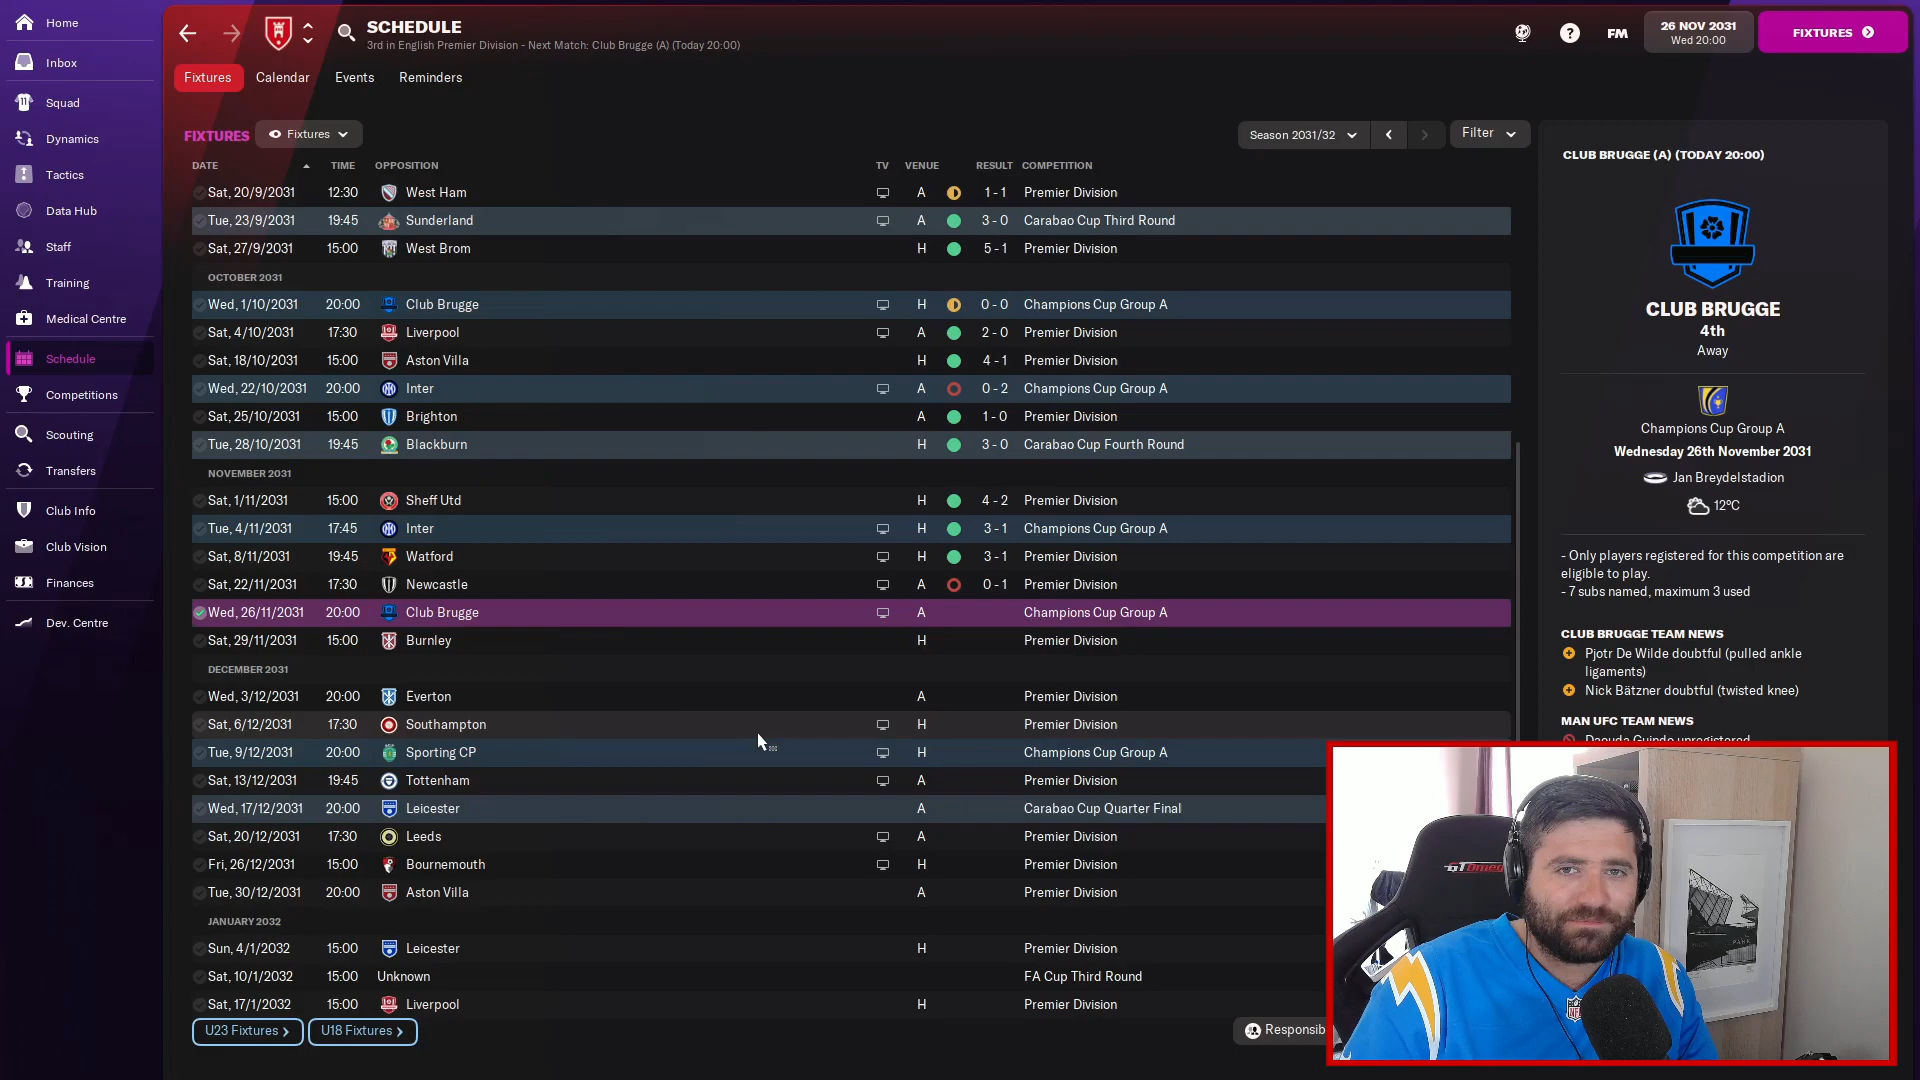 Home
Inbox
Squad
Dynamics
Tactics
Data Hub
Staff
Training
Medical Centre
Schedule
Competitions
Scouting
Transfers
Club Info
Club Vision
Finances
Dev. Centre
SCHEDULE
3rd in English Premier Division - Next Match: Club Brugge (A) (Today 20:00)
FM
26 NOV 2031
Wed 20:00
FIXTURES
Fixtures Calendar Events Reminders
FIXTURES Fixtures
Season 2031/32 Filter
DATE TIME OPPOSITION TV VENUE RESULT COMPETITION
Sat, 20/9/2031 12:30 West Ham A 1 - 1 Premier Division
Tue, 23/9/2031 19:45 Sunderland A 3 - 0 Carabao Cup Third Round
Sat, 27/9/2031 15:00 West Brom H 5 - 1 Premier Division
OCTOBER 2031
Wed, 1/10/2031 20:00 Club Brugge H 0 - 0 Champions Cup Group A
Sat, 4/10/2031 17:30 Liverpool A 2 - 0 Premier Division
Sat, 18/10/2031 15:00 Aston Villa H 4 - 1 Premier Division
Wed, 22/10/2031 20:00 Inter A 0 - 2 Champions Cup Group A
Sat, 25/10/2031 15:00 Brighton A 1 - 0 Premier Division
Tue, 28/10/2031 19:45 Blackburn H 3 - 0 Carabao Cup Fourth Round
NOVEMBER 2031
Sat, 1/11/2031 15:00 Sheff Utd H 4 - 2 Premier Division
Tue, 4/11/2031 17:45 Inter H 3 - 1 Champions Cup Group A
Sat, 8/11/2031 19:45 Watford H 3 - 1 Premier Division
Sat, 22/11/2031 17:30 Newcastle A 0 - 1 Premier Division
Wed, 26/11/2031 20:00 Club Brugge A Champions Cup Group A
Sat, 29/11/2031 15:00 Burnley H Premier Division
DECEMBER 2031
Wed, 3/12/2031 20:00 Everton A Premier Division
Sat, 6/12/2031 17:30 Southampton H Premier Division
Tue, 9/12/2031 20:00 Sporting CP H Champions Cup Group A
Sat, 13/12/2031 19:45 Tottenham A Premier Division
Wed, 17/12/2031 20:00 Leicester A Carabao Cup Quarter Final
Sat, 20/12/2031 17:30 Leeds A Premier Division
Fri, 26/12/2031 15:00 Bournemouth H Premier Division
Tue, 30/12/2031 20:00 Aston Villa A Premier Division
JANUARY 2032
Sun, 4/1/2032 15:00 Leicester H Premier Division
Sat, 10/1/2032 15:00 Unknown FA Cup Third Round
Sat, 17/1/2032 15:00 Liverpool H Premier Division
U23 Fixtures U18 Fixtures
Responsib
CLUB BRUGGE (A) (TODAY 20:00)
CLUB BRUGGE
4th
Away
Champions Cup Group A
Wednesday 26th November 2031
Jan Breydelstadion
12°C
- Only players registered for this competition are
eligible to play.
- 7 subs named, maximum 3 used
CLUB BRUGGE TEAM NEWS
Pjotr De Wilde doubtful (pulled ankle
ligaments)
Nick Bätzner doubtful (twisted knee)
MAN UFC TEAM NEWS
Daouda Guindo unregistered
NFL